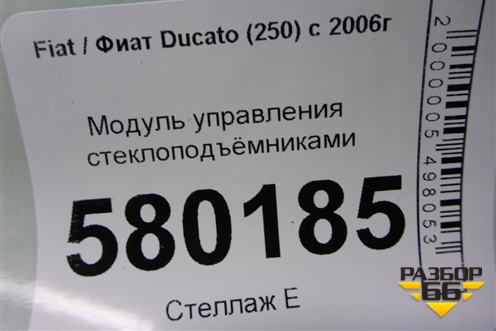 Fiat / Фиат Ducato (250) с 2006г
Модуль управления
стеклоподъёмниками
580185
Стеллаж Е
2000005498053
РАЗБОР
66